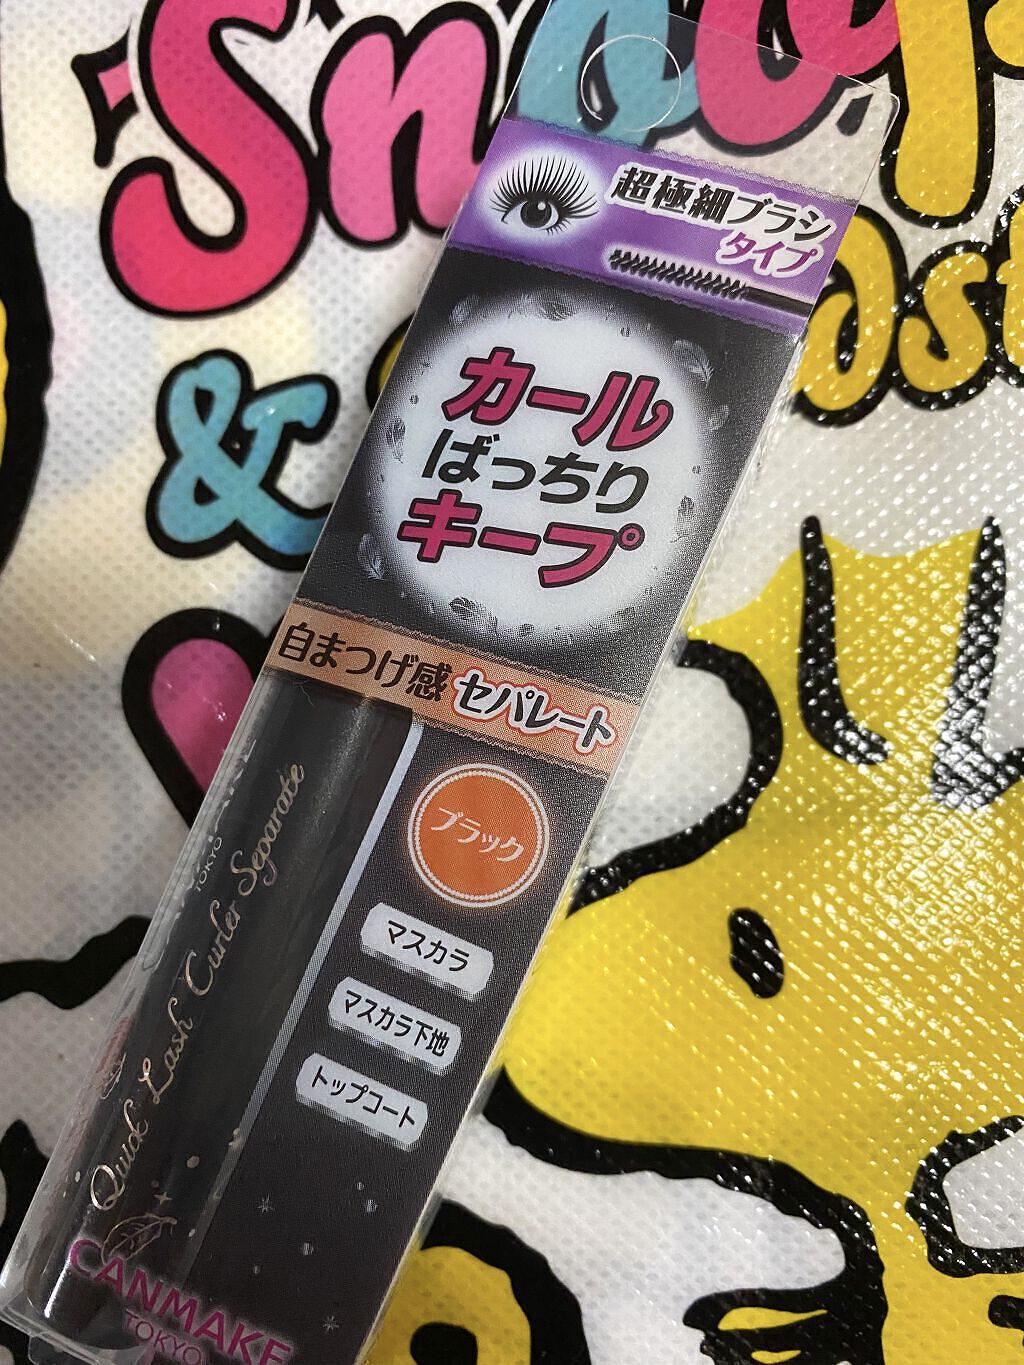 Sn
&
超極細ブラシ
タイプ
カール
ばっちり
キープ
自まつげ感 セパレート
ブラック
マスカラ
マスカラ下地
トップコート
TOKYO
Quick Lash Curler Separate
CANMAKE
TOKYO